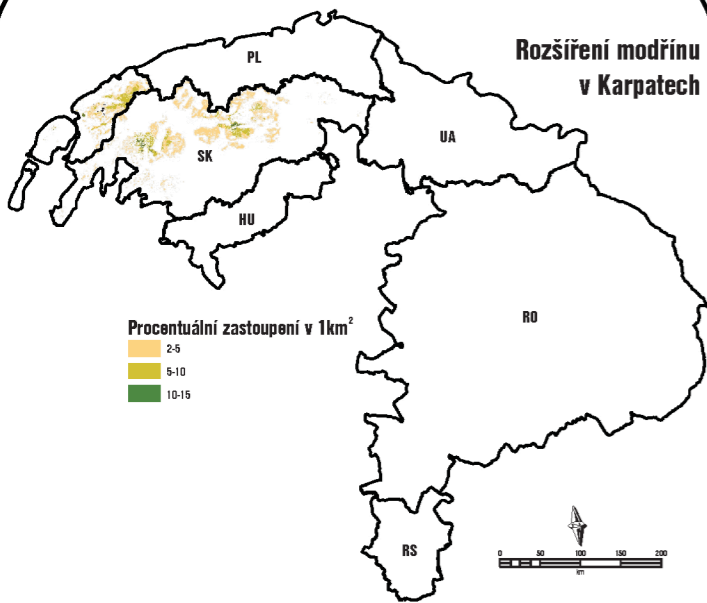 Rozšíření modřínu
v Karpatech
PL
UA
SK
HU
RO
Procentuální zastoupení v 1km²
2-5
5-10
10-15
RS
0 50 100 150 200
km